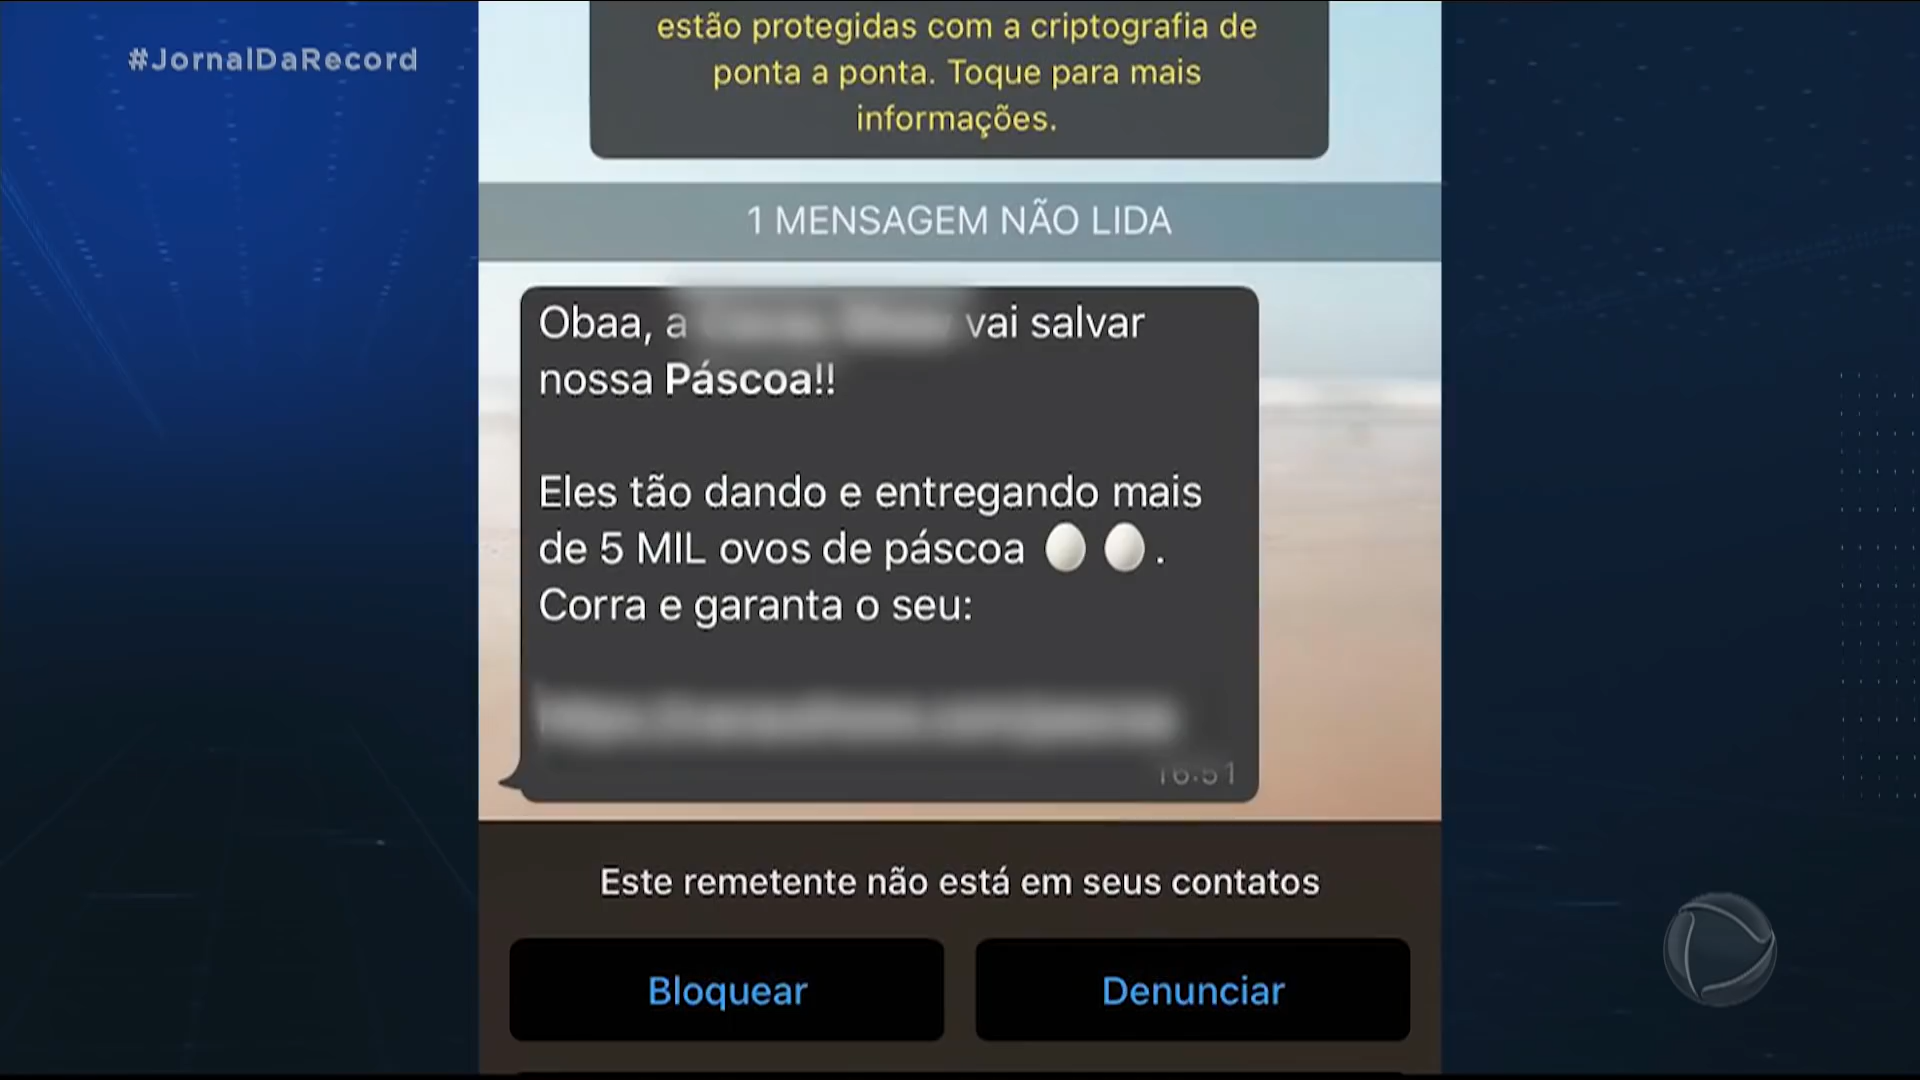 #JornalDaRecord
estão protegidas com a criptografia de
ponta a ponta. Toque para mais
informações.
1 MENSAGEM NÃO LIDA
Obaa, a vai salvar
nossa Páscoa!!
Eles tão dando e entregando mais
de 5 MIL ovos de páscoa .
Corra e garanta o seu:
16:51
Este remetente não está em seus contatos
Bloquear
Denunciar